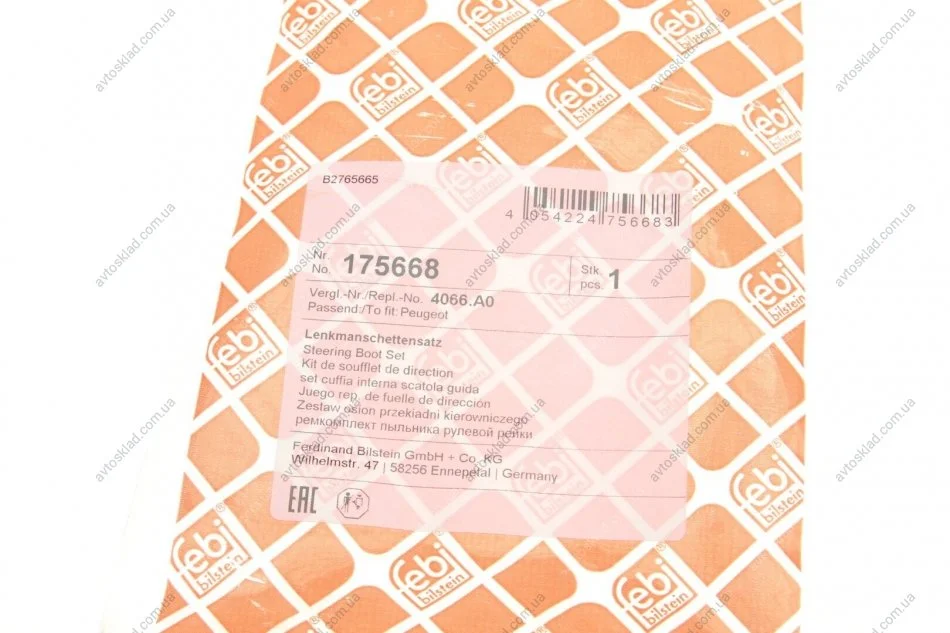 B2765665
4 054224 756683
Nr.
No. 175668
Stk.
pcs. 1
Vergl.-Nr./Repl.-No. 4066.A0
Passend:/To fit: Peugeot
Lenkmanschettensatz
Steering Boot Set
Kit de soufflet de direction
set cuffia interna scatola guida
Juego rep. de fuelle de dirección
Zestaw osłon przekładni kierowniczego
ремкомплект пыльника рулевой рейки
Ferdinand Bilstein GmbH + Co. KG
Wilhelmstr. 47 | 58256 Ennepetal | Germany
EAC
febi
bilstein
®
avtosklad.com.ua